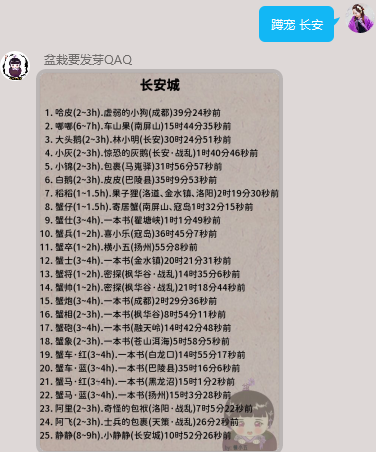 蹲宠 长安
盆栽要发芽QAQ
长安城
1. 哈皮(2~3h).虚弱的小狗(成都)39分24秒前
2. 嘟嘟(6~7h).车山果(南屏山)15时44分35秒前
3. 大头鹅(2~3h).林小明(长安)30时24分51秒前
4. 小灰(2~3h).惊恐的灰鹅(长安·战乱)1时40分46秒前
5. 小锦(2~3h).包裹(马嵬驿)31时56分57秒前
6. 白鹅(2~3h).皮皮(巴陵县)35时9分53秒前
7. 稻稻(1~1.5h).果子狸(洛道、金水镇、洛阳)2时19分30秒前
8. 蟹仔(1~1.5h).寄居蟹(南屏山、寇岛)1时32分15秒前
9. 蟹仕(3~4h).一本书(瞿塘峡)1时1分49秒前
10. 蟹兵(1~2h).喜小乐(寇岛)36时45分7秒前
11. 蟹卒(1~2h).横小五(扬州)55分8秒前
12. 蟹士(3~4h).一本书(金水镇)20时21分31秒前
13. 蟹将(1~2h).密探(枫华谷·战乱)14时35分6秒前
14. 蟹帅(1~2h).密探(枫华谷·战乱)21时18分44秒前
15. 蟹炮(3~4h).一本书(成都)2时29分36秒前
16. 蟹相(2~3h).一本书(枫华谷)8时54分11秒前
17. 蟹砲(3~4h).一本书(融天岭)14时42分48秒前
18. 蟹象(2~3h).一本书(苍山洱海)5时58分5秒前
19. 蟹车·红(3~4h).一本书(白龙口)14时55分17秒前
20. 蟹车·蓝(3~4h).一本书(巴陵县)35时16分6秒前
21. 蟹马·红(3~4h).一本书(黑龙沼)15时1分2秒前
22. 蟹马·蓝(3~4h).一本书(扬州)15时3分28秒前
23. 阿里(2~3h).奇怪的包袱(洛阳·战乱)7时5分22秒前
24. 阿飞(2~3h).士兵的包裹(天策·战乱)26分22秒前
25. 静静(8~9h).小静静(长安城)10时52分26秒前